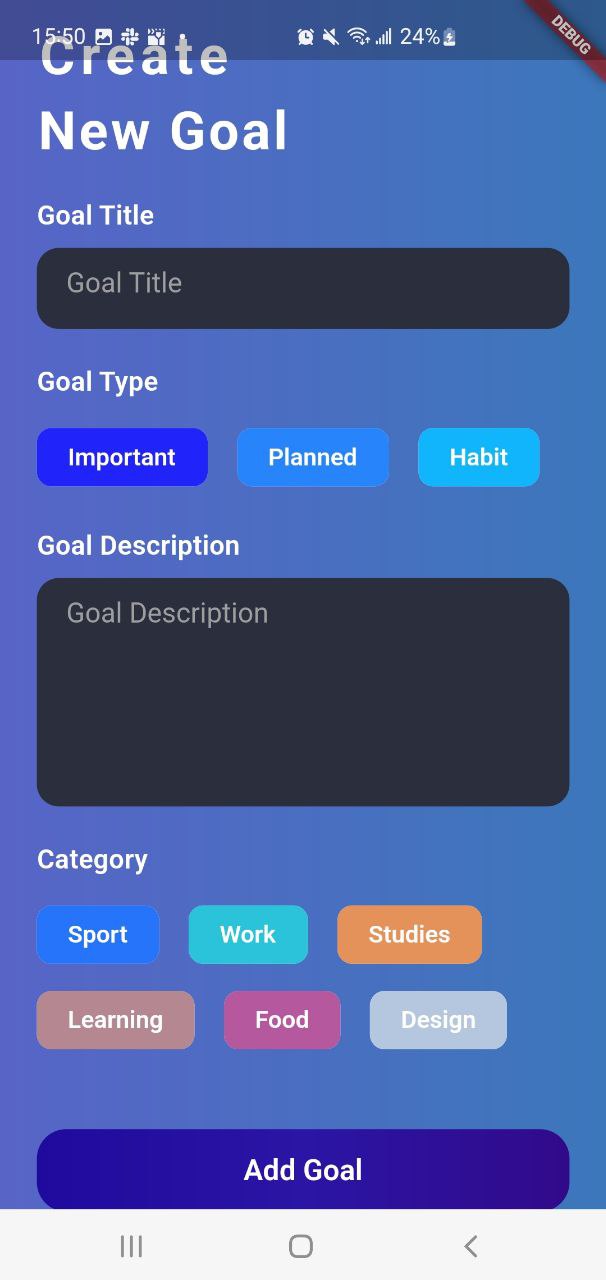 15:50 24%
DEBUG
Create
New Goal
Goal Title
Goal Title
Goal Type
Important Planned Habit
Goal Description
Goal Description
Category
Sport Work Studies
Learning Food Design
Add Goal